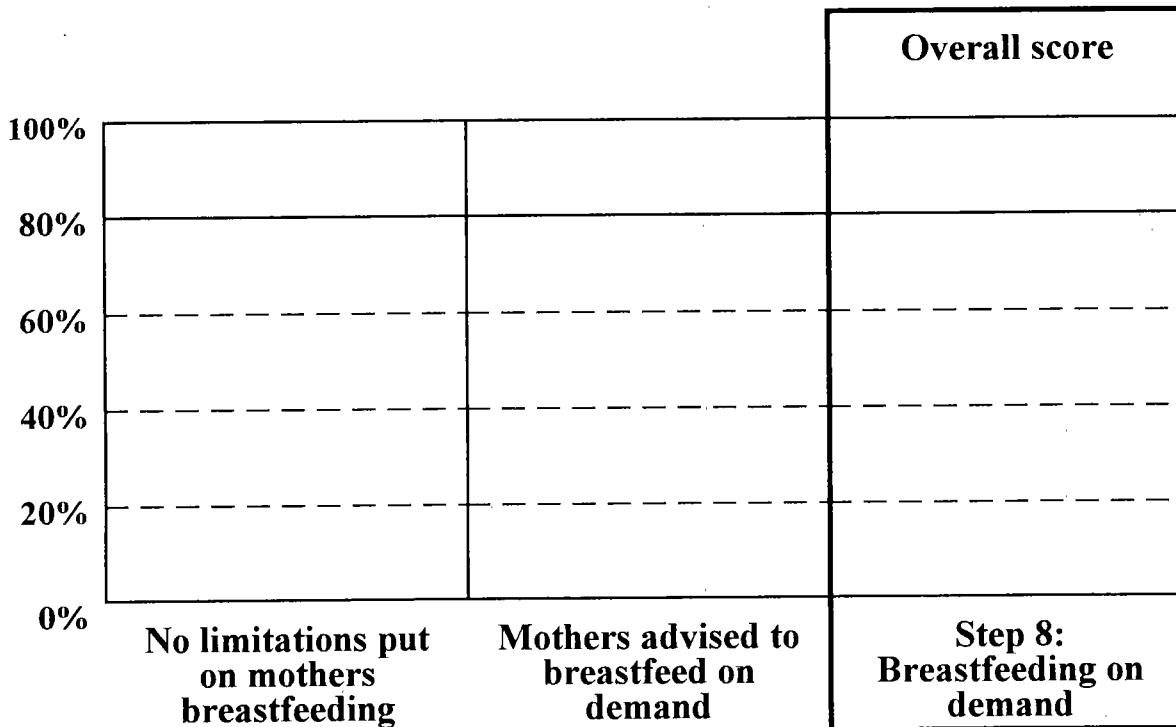 Overall score
100%
80%
60%
40%
20%
0%
No limitations put
on mothers
breastfeeding
Mothers advised to
breastfeed on
demand
Step 8:
Breastfeeding on
demand